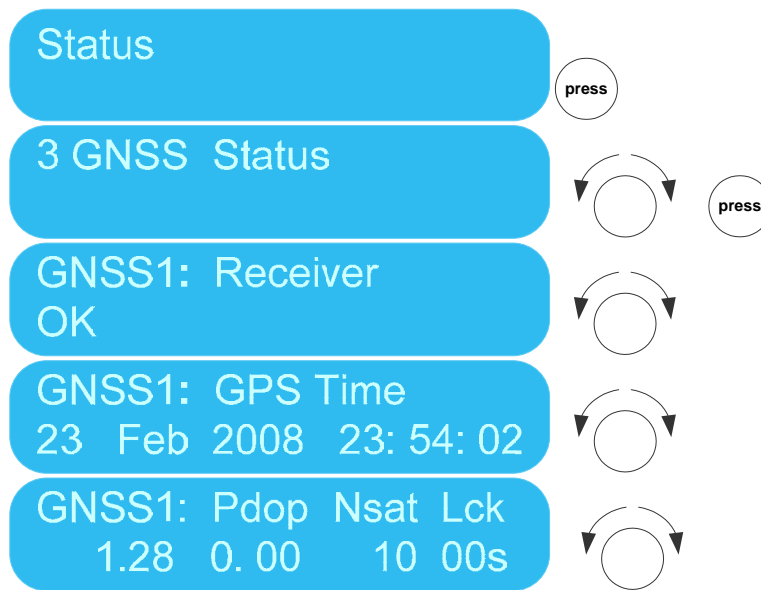 Status
press
3 GNSS Status
press
GNSS1: Receiver
OK
GNSS1: GPS Time
23 Feb 2008 23: 54: 02
GNSS1: Pdop Nsat Lck
1.28 0. 00 10 00s